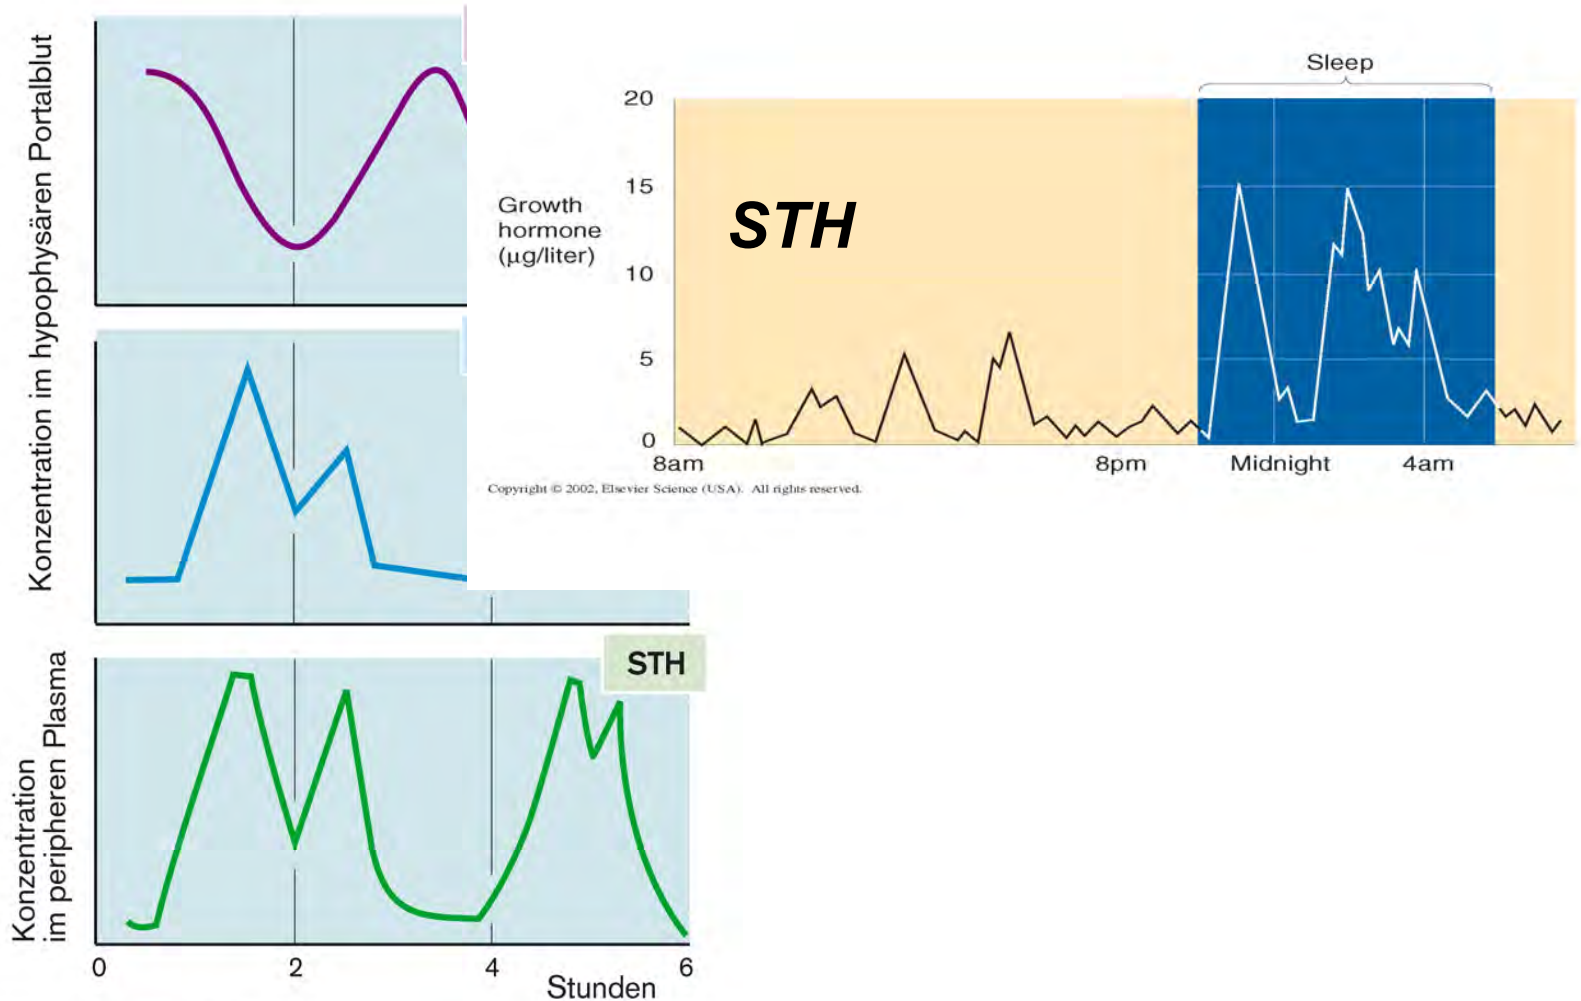 Konzentration im hypophysären Portalblut
Konzentration
im peripheren Plasma
STH
0
2
4
6
Stunden
Sleep
20
15
10
5
0
Growth
hormone
(µg/liter)
STH
8am
8pm
Midnight
4am
Copyright © 2002, Elsevier Science (USA). All rights reserved.